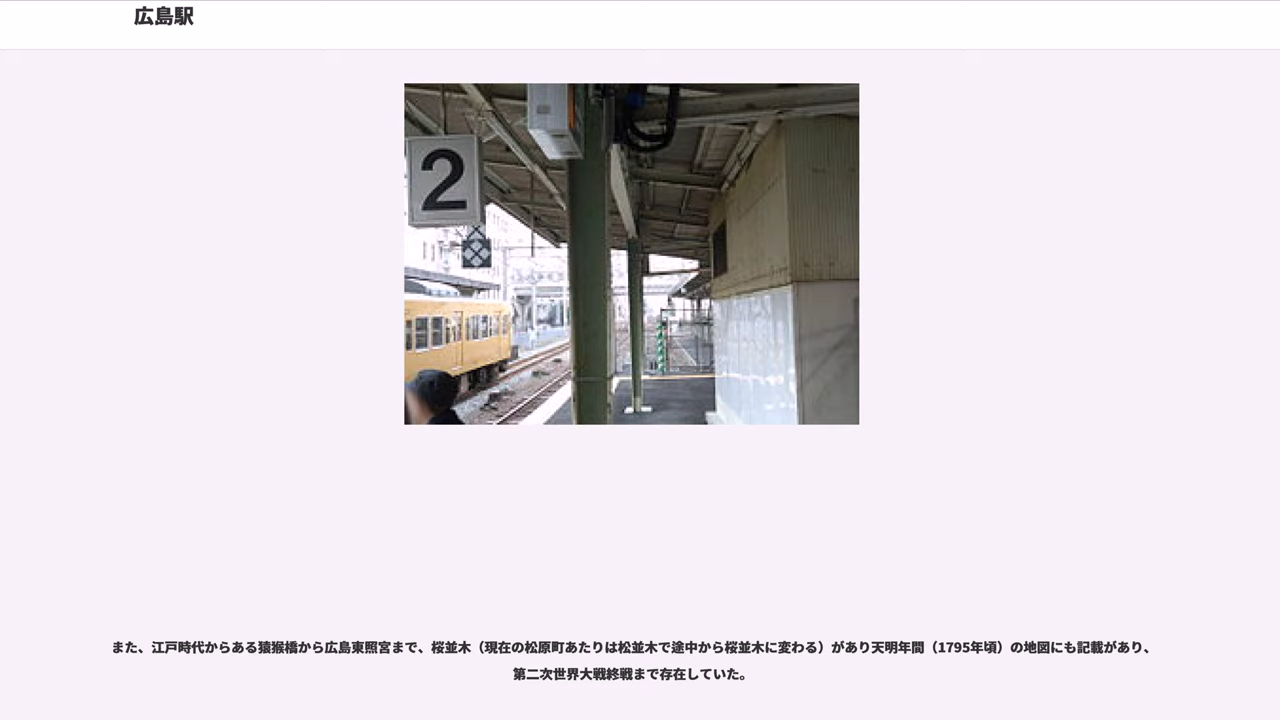 広島駅
2
また、江戸時代からある猿猴橋から広島東照宮まで、桜並木（現在の松原町あたりは松並木で途中から桜並木に変わる）があり天明年間（1795年頃）の地図にも記載があり、
第二次世界大戦終戦まで存在していた。